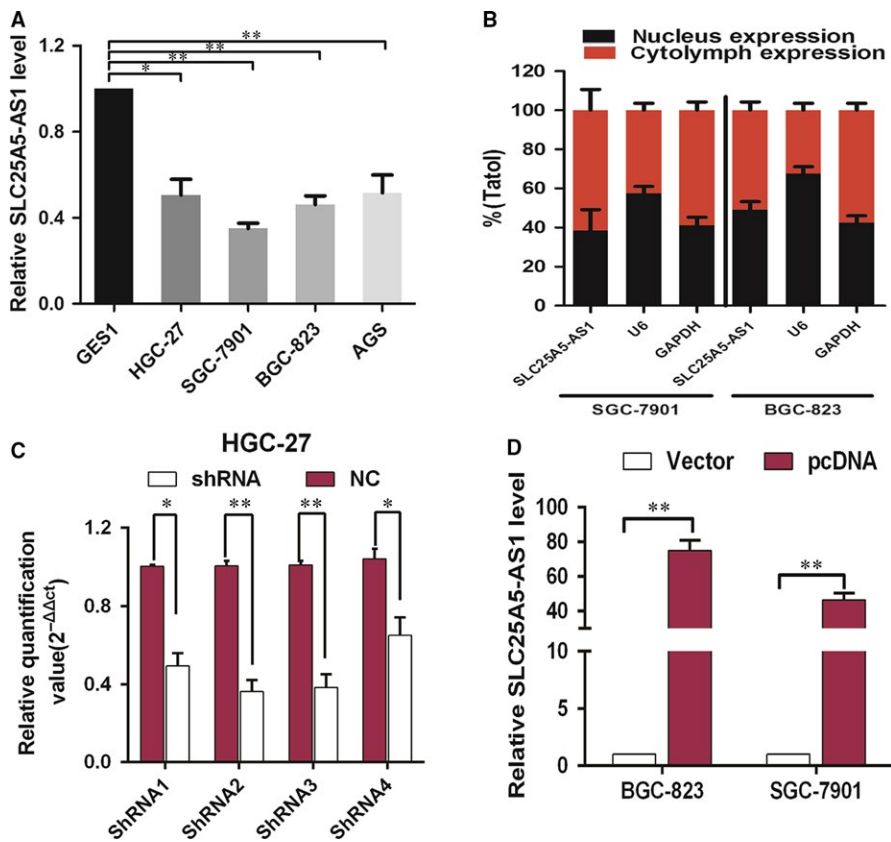 A
Relative SLC25A5-AS1 level
1.2
0.8
0.4
0.0
**
**
**
*
GES1
HGC-27
SGC-7901
BGC-823
AGS
B
Nucleus expression
Cytolymph expression
%(Tatol)
120
100
80
60
40
20
0
SLC25A5-AS1
U6
GAPDH
SLC25A5-AS1
U6
GAPDH
SGC-7901
BGC-823
C
HGC-27
shRNA
NC
Relative quantification
value(2−ΔΔct)
1.2
0.8
0.4
0.0
*
**
**
*
ShRNA1
ShRNA2
ShRNA3
ShRNA4
D
Vector
pcDNA
Relative SLC25A5-AS1 level
100
80
60
40
10
5
0
**
**
BGC-823
SGC-7901